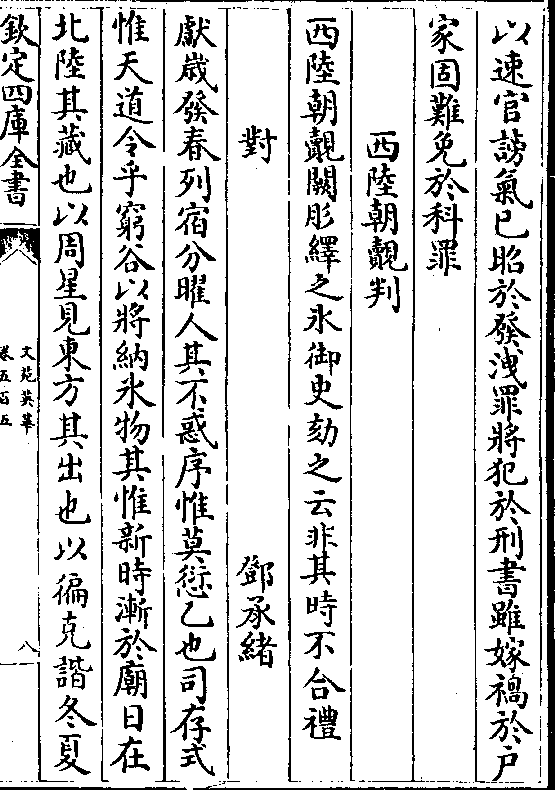 以速官謗氣已昭於發洩罪將犯於刑書雖嫁禍於戶
家固難免於科罪
西陸朝覿判
西陸朝覿闕彤繹之氷御史劾之云非其時不合禮
對
鄧承緒
獻歳發春列宿分曜人其不惑序惟莫愆乙也司存式
惟天道令乎窮谷以將納氷物其惟新時漸於廟日在
北陸其藏也以周星見東方其出也以徧克諧冬夏
欽定四庫全書
文苑英華
卷五百五
八